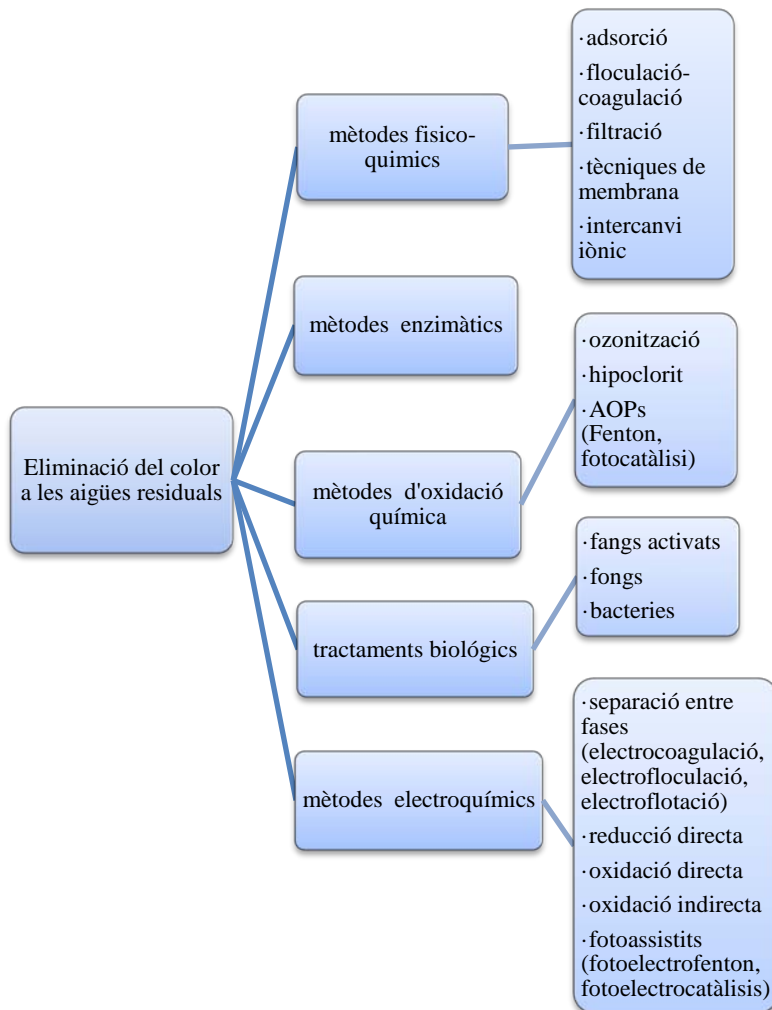 Eliminació del color
a les aigües residuals
mètodes fisico-
quimics
·adsorció
·floculació-
coagulació
·filtració
·tècniques de
membrana
·intercanvi
iònic
mètodes enzimàtics
mètodes d'oxidació
química
·ozonització
·hipoclorit
·AOPs
(Fenton,
fotocatàlisi)
tractaments biológics
·fangs activats
·fongs
·bacteries
mètodes electroquímics
·separació entre
fases
(electrocoagulació,
electrofloculació,
electroflotació)
·reducció directa
·oxidació directa
·oxidació indirecta
·fotoassistits
(fotoelectrofenton,
fotoelectrocatàlisis)